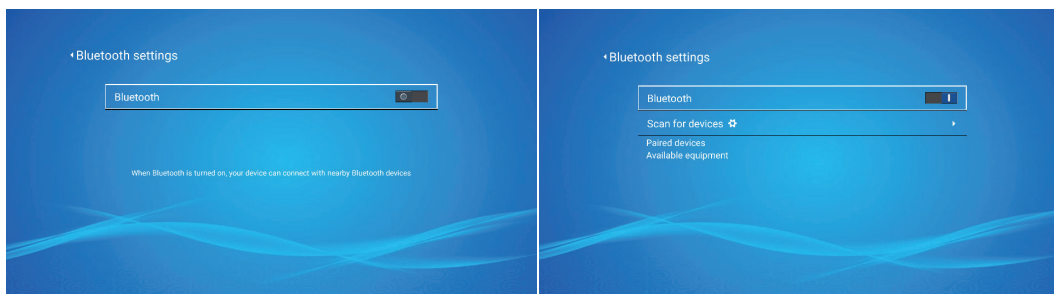 Bluetooth settings
Bluetooth
When Bluetooth is turned on, your device can connect with nearby Bluetooth devices
Bluetooth settings
Bluetooth
Scan for devices
Paired devices
Available equipment